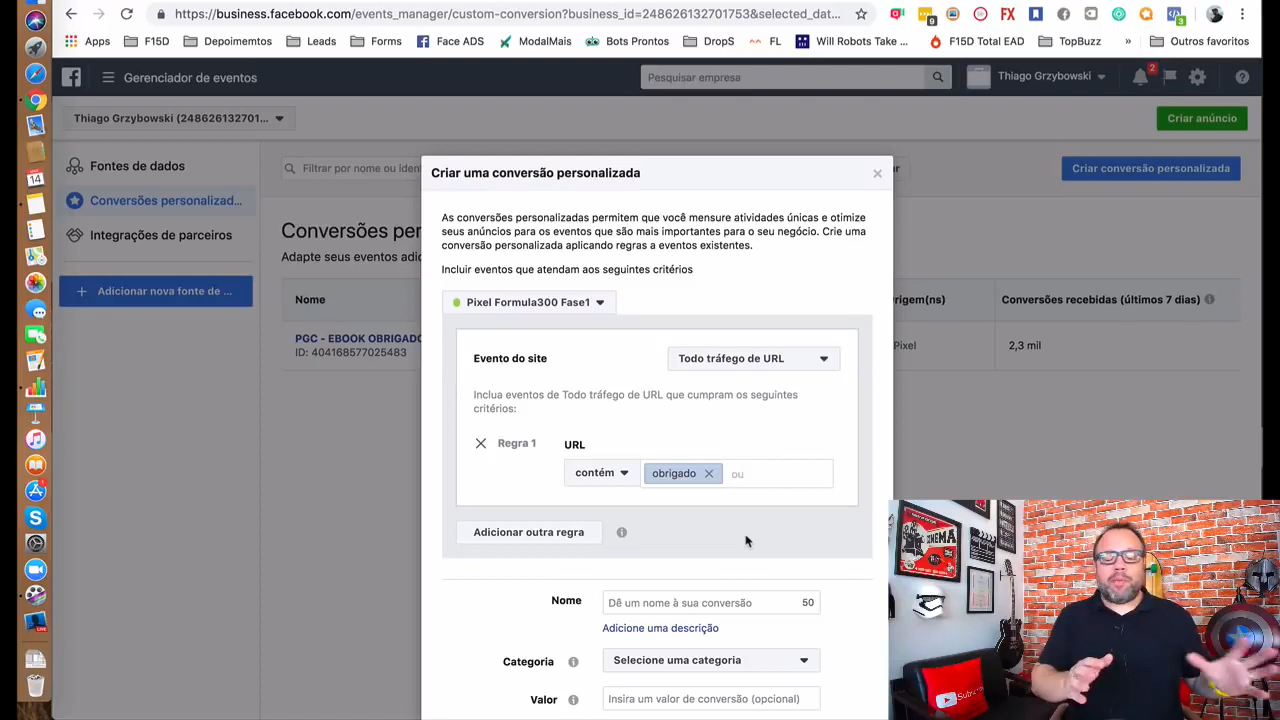 https://business.facebook.com/events_manager/custom-conversion?business_id=248626132701753&selected_dat...
9
FX
3
Apps
F15D
Depoimentos
Leads
Forms
Face ADS
ModalMais
Bots Prontos
DropS
FL
Will Robots Take ...
F15D Total EAD
TopBuzz
»
Outros favoritos
Gerenciador de eventos
Pesquisar empresa
Thiago Grzybowski
2
Thiago Grzybowski (248626132701...
Criar anúncio
Fontes de dados
Conversões personalizad...
Integrações de parceiros
+ Adicionar nova fonte de ...
Filtrar por nome ou iden
ar
Criar conversão personalizada
Conversões per
Adapte seus eventos adic
Nome
rigem(ns)
Conversões recebidas (últimos 7 dias)
PGC - EBOOK OBRIGADO
ID: 404168577025483
Pixel
2,3 mil
Criar uma conversão personalizada
As conversões personalizadas permitem que você mensure atividades únicas e otimize
seus anúncios para os eventos que são mais importantes para o seu negócio. Crie uma
conversão personalizada aplicando regras a eventos existentes.
Incluir eventos que atendam aos seguintes critérios
Pixel Formula300 Fase1
Evento do site
Todo tráfego de URL
Inclua eventos de Todo tráfego de URL que cumpram os seguintes
critérios:
Regra 1
URL
contém
obrigado
ou
Adicionar outra regra
Nome
Dê um nome à sua conversão
50
Adicione uma descrição
Categoria
Selecione uma categoria
Valor
Insira um valor de conversão (opcional)
MAI
14
CINEMA
Subscri